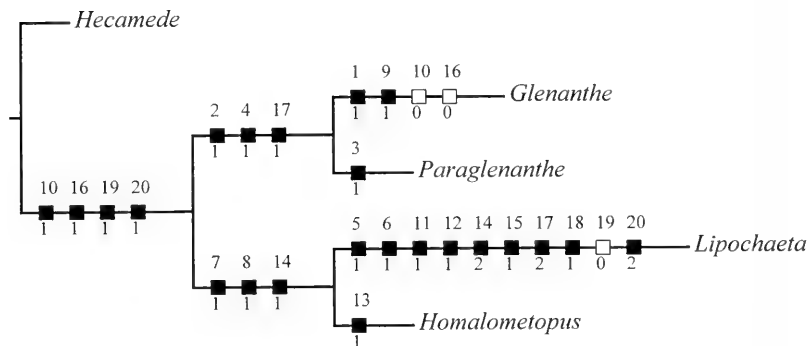 Hecamede
1 9 10 16
Glenanthe
1 1 0 0
2 4 17
1 1 1
3
Paraglenanthe
1
10 16 19 20
1 1 1 1
5 6 11 12 14 15 17 18 19 20
Lipochaeta
1 1 1 1 2 1 2 1 0 2
7 8 14
1 1 1
13
Homalometopus
1